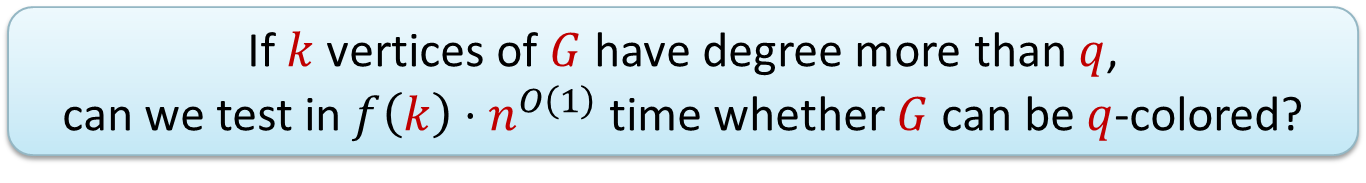 If k vertices of G have degree more than q,
can we test in f(k) · n^{O(1)} time whether G can be q-colored?